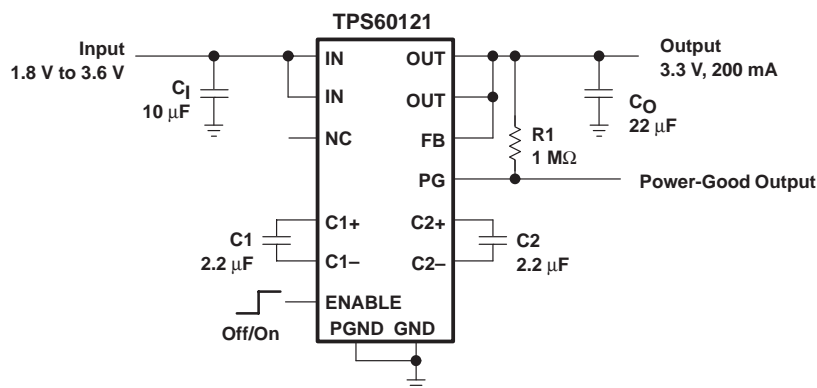 TPS60121
Input
1.8 V to 3.6 V
IN
OUT
Output
3.3 V, 200 mA
CI
10 µF
IN
OUT
CO
22 µF
NC
FB
R1
1 MΩ
PG
Power-Good Output
C1
2.2 µF
C1+
C2+
C1–
C2–
C2
2.2 µF
ENABLE
Off/On
PGND
GND